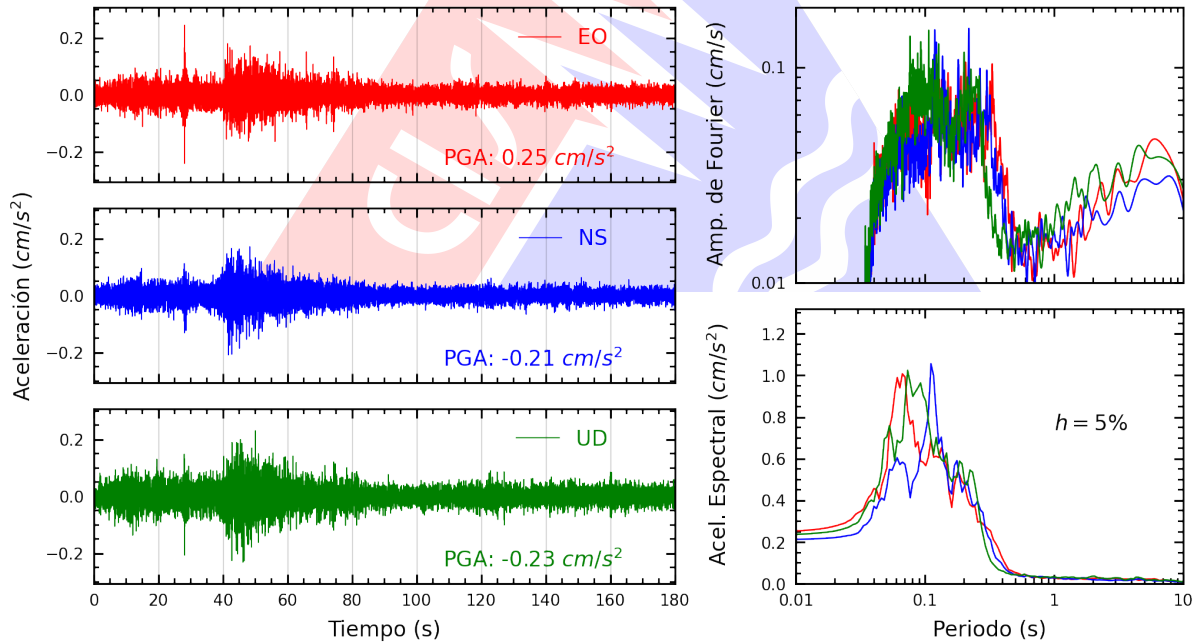 Aceleración (cm/s²)
0.2
0.0
−0.2
EO
PGA: 0.25 cm/s²
0.2
0.0
−0.2
NS
PGA: -0.21 cm/s²
0.2
0.0
−0.2
UD
PGA: -0.23 cm/s²
0 20 40 60 80 100 120 140 160 180
Tiempo (s)
Amp. de Fourier (cm/s)
0.1
0.01
Acel. Espectral (cm/s²)
1.2
1.0
0.8
0.6
0.4
0.2
0.0
h = 5%
0.01 0.1 1 10
Periodo (s)